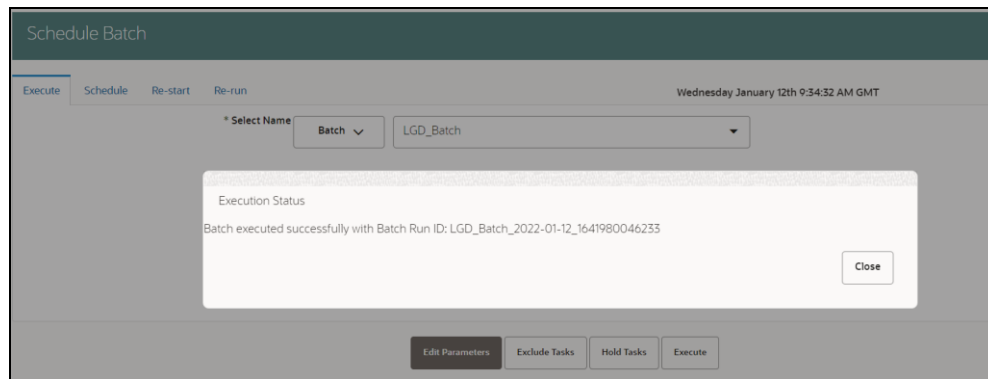 Schedule Batch
Execute Schedule Re-start Re-run Wednesday January 12th 9:34:32 AM GMT
* Select Name Batch LGD_Batch
Execution Status
Batch executed successfully with Batch Run ID: LGD_Batch_2022-01-12_1641980046233
Close
Edit Parameters Exclude Tasks Hold Tasks Execute